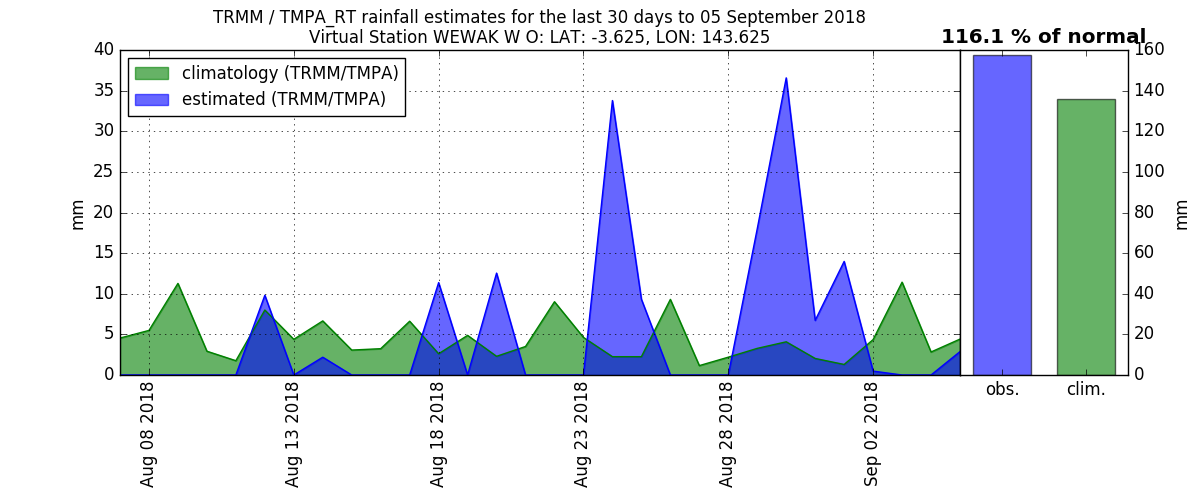 TRMM / TMPA_RT rainfall estimates for the last 30 days to 05 September 2018
Virtual Station WEWAK W O: LAT: -3.625, LON: 143.625
116.1 % of normal
climatology (TRMM/TMPA)
estimated (TRMM/TMPA)
mm
40
35
30
25
20
15
10
5
0
Aug 08 2018
Aug 13 2018
Aug 18 2018
Aug 23 2018
Aug 28 2018
Sep 02 2018
160
140
120
100
80
60
40
20
0
mm
obs.
clim.